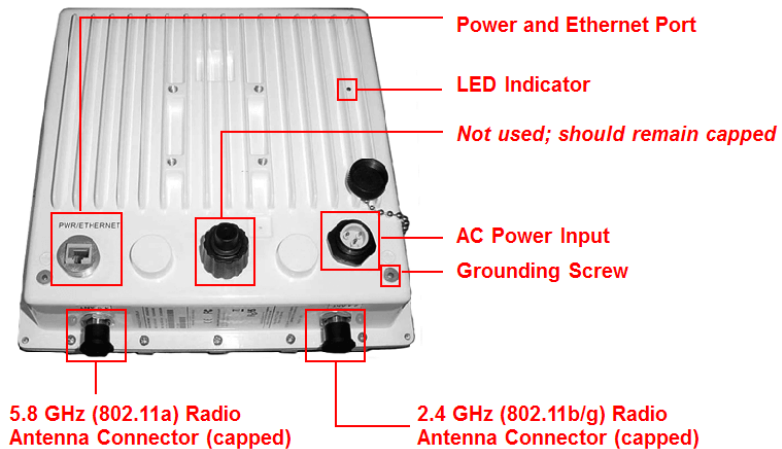 Power and Ethernet Port
LED Indicator
Not used; should remain capped
PWR/ETHERNET
AC Power Input
Grounding Screw
5.8 GHz (802.11a) Radio
Antenna Connector (capped)
2.4 GHz (802.11b/g) Radio
Antenna Connector (capped)